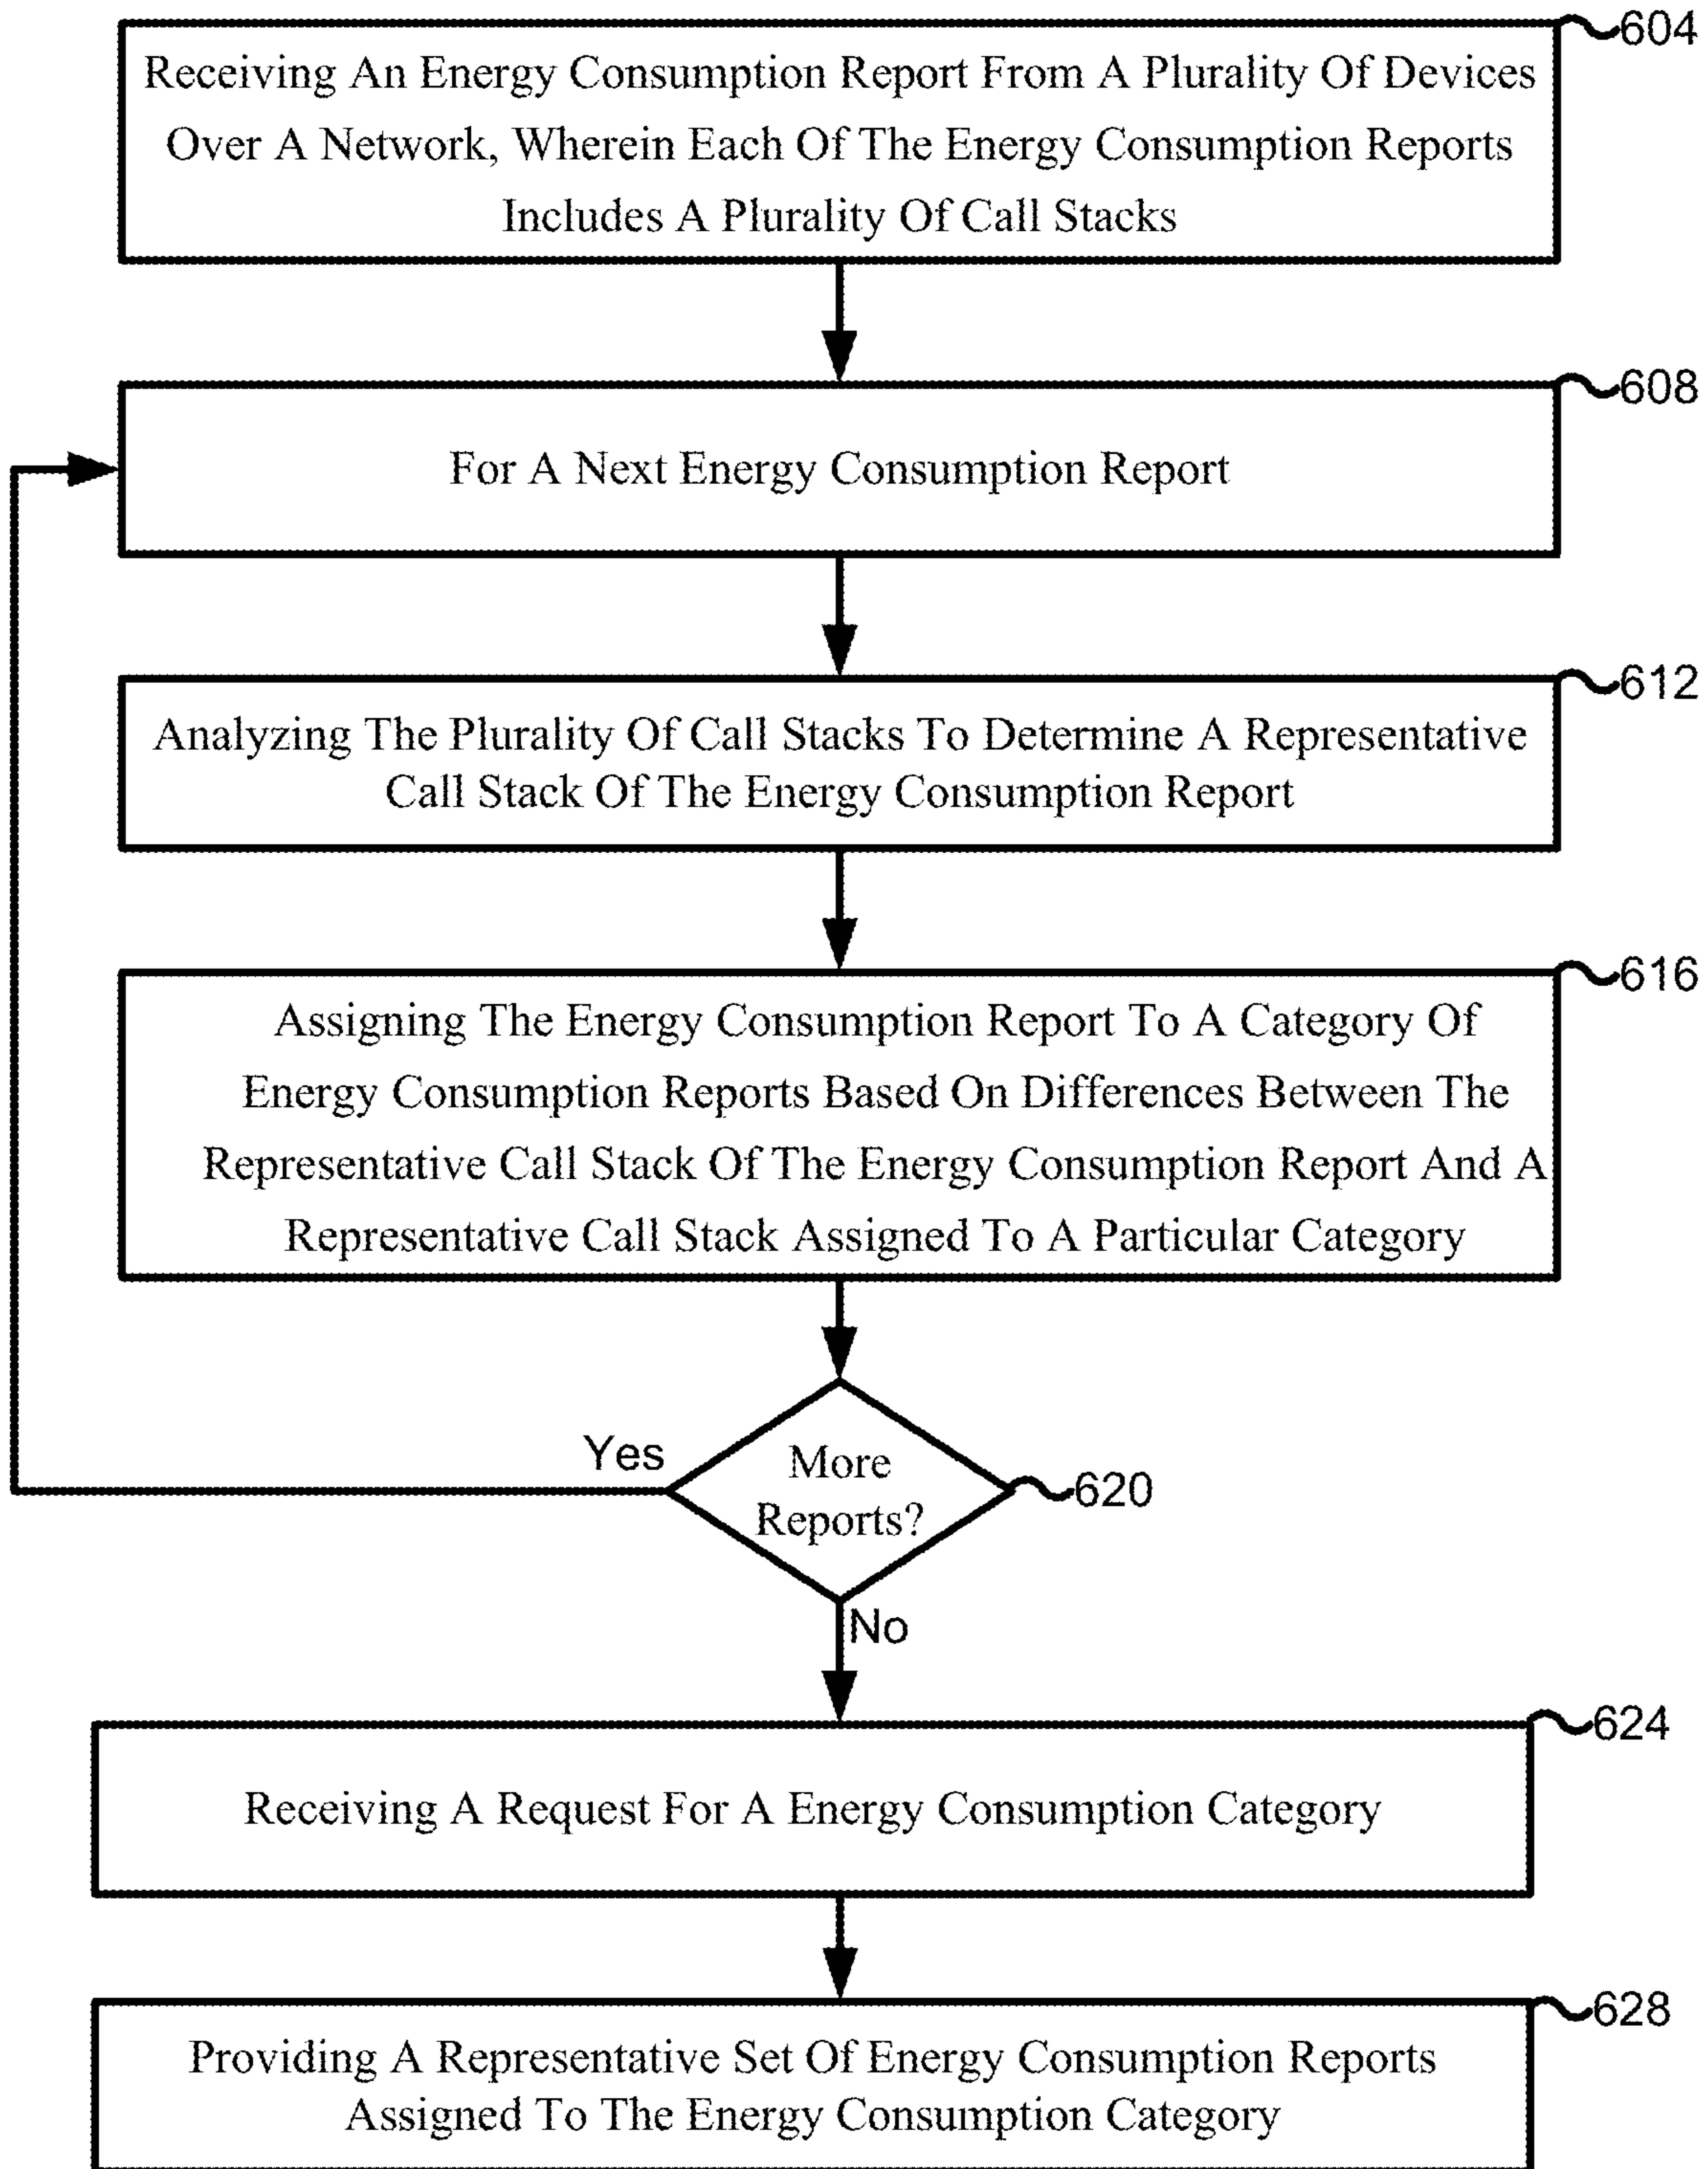 604
Receiving An Energy Consumption Report From A Plurality Of Devices
Over A Network, Wherein Each Of The Energy Consumption Reports
Includes A Plurality Of Call Stacks
608
For A Next Energy Consumption Report
612
Analyzing The Plurality Of Call Stacks To Determine A Representative
Call Stack Of The Energy Consumption Report
616
Assigning The Energy Consumption Report To A Category Of
Energy Consumption Reports Based On Differences Between The
Representative Call Stack Of The Energy Consumption Report And A
Representative Call Stack Assigned To A Particular Category
Yes
More
Reports?
620
No
624
Receiving A Request For A Energy Consumption Category
628
Providing A Representative Set Of Energy Consumption Reports
Assigned To The Energy Consumption Category